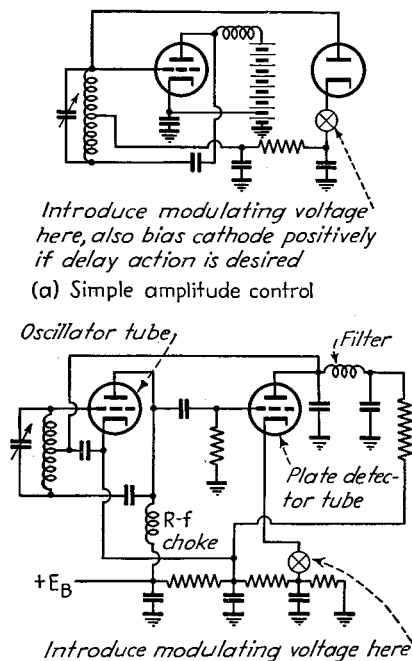 Introduce modulating voltage
here, also bias cathode positively
if delay action is desired
(a) Simple amplitude control
Oscillator tube
Filter
Plate detec-
tor tube
R-f
choke
+EB
Introduce modulating voltage here